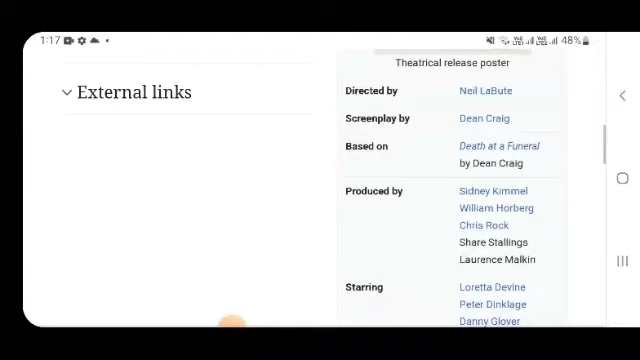 1:17
48%
Theatrical release poster
External links
Directed by Neil LaBute
Screenplay by Dean Craig
Based on Death at a Funeral
by Dean Craig
Produced by Sidney Kimmel
William Horberg
Chris Rock
Share Stallings
Laurence Malkin
Starring Loretta Devine
Peter Dinklage
Danny Glover